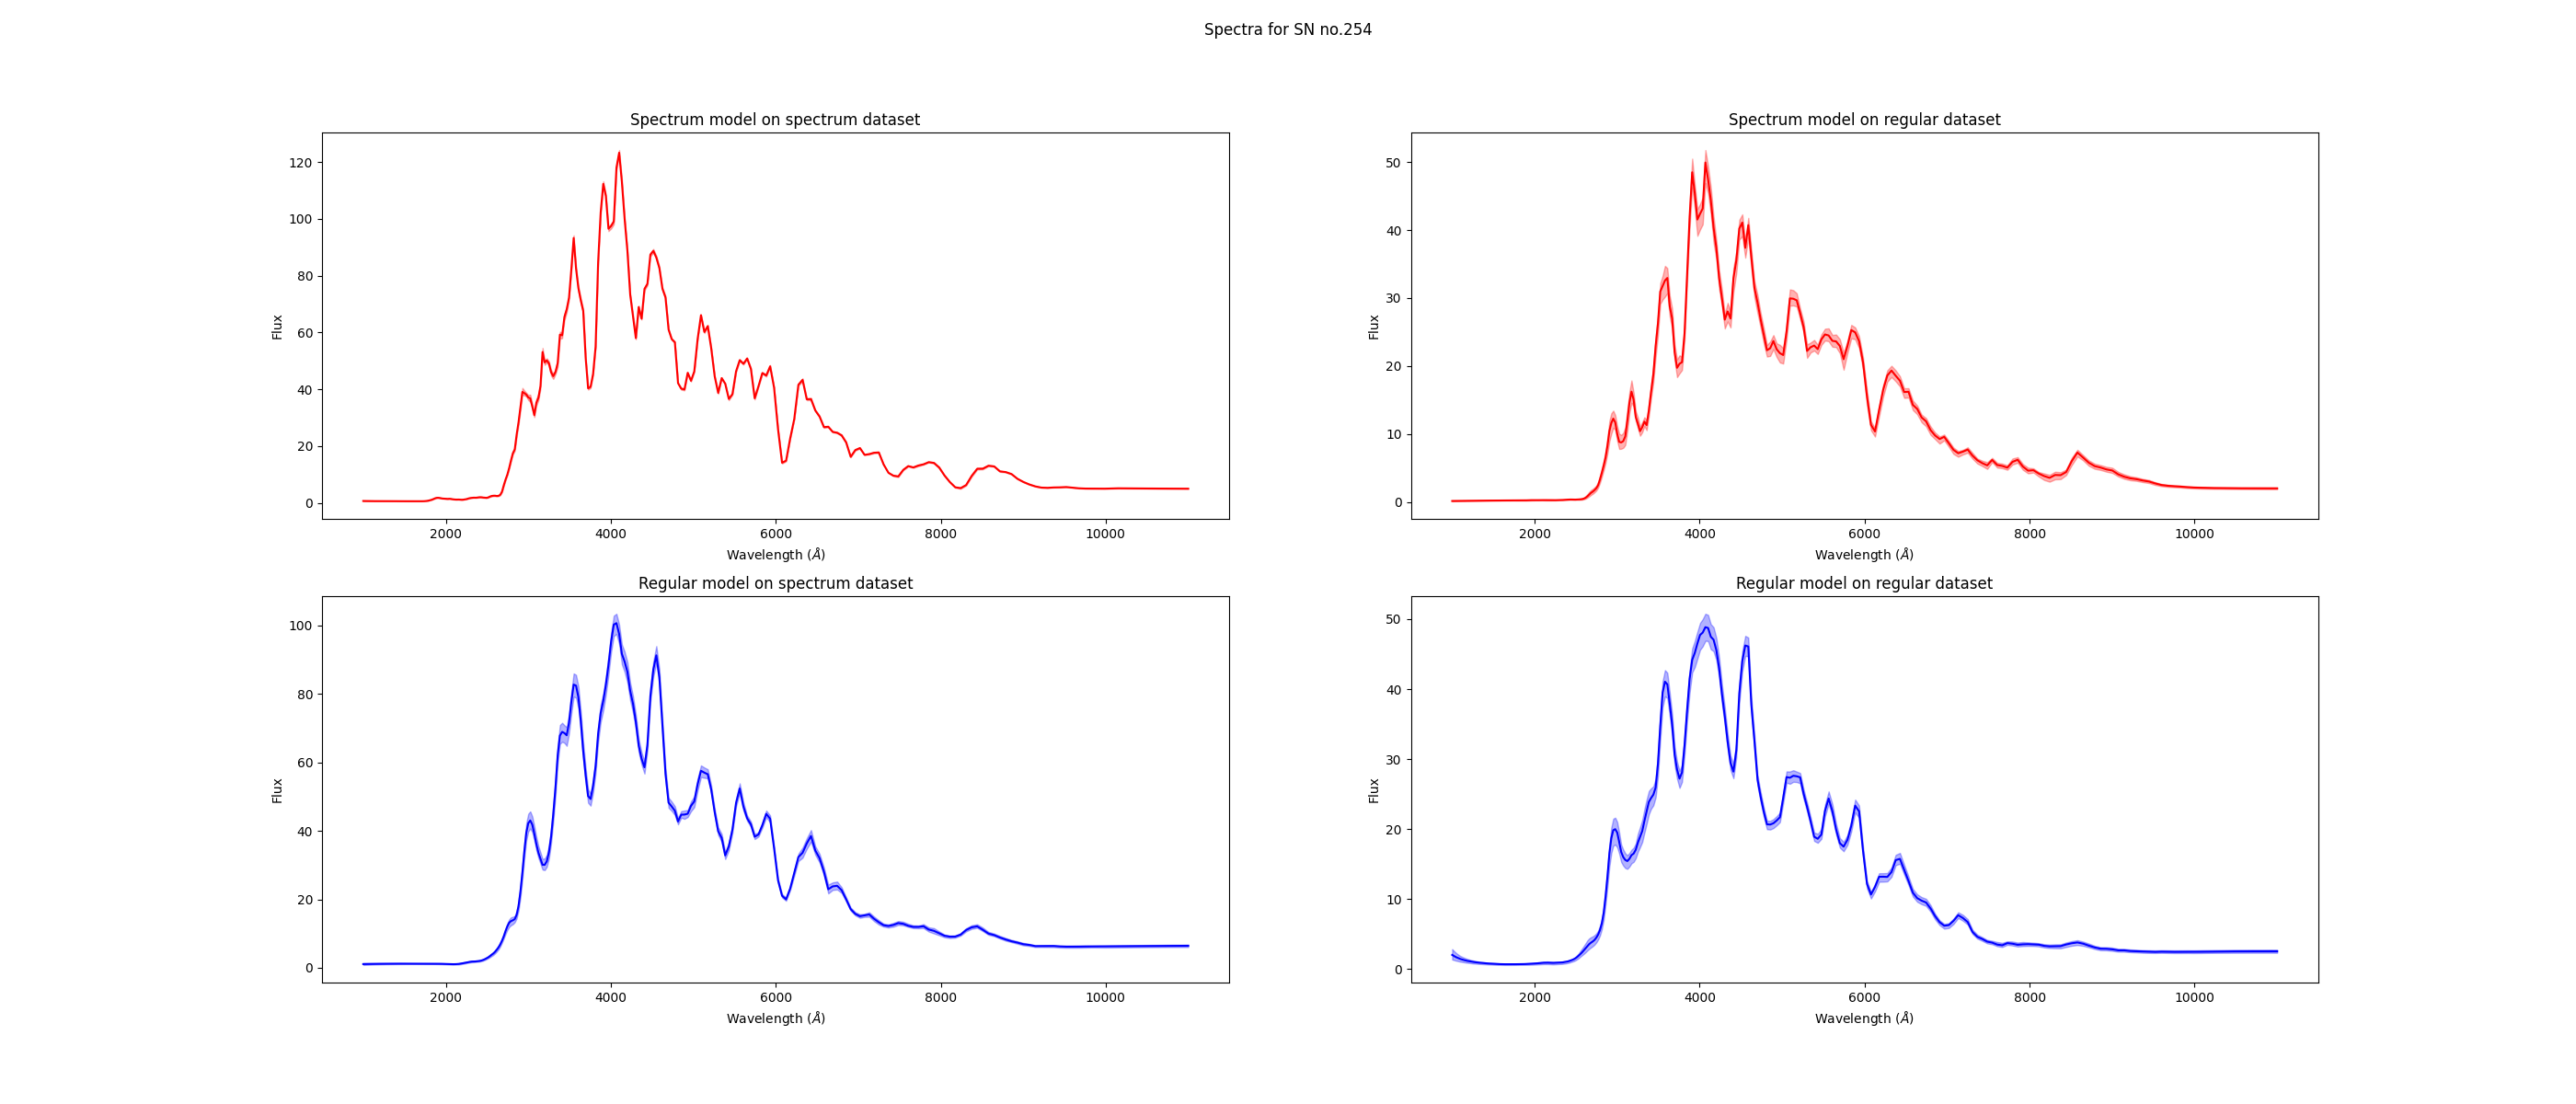 Spectra for SN no.254
Spectrum model on spectrum dataset
120
100
80
60
40
20
0
Flux
2000 4000 6000 8000 10000
Wavelength (Å)
Spectrum model on regular dataset
50
40
30
20
10
0
Flux
2000 4000 6000 8000 10000
Wavelength (Å)
Regular model on spectrum dataset
100
80
60
40
20
0
Flux
2000 4000 6000 8000 10000
Wavelength (Å)
Regular model on regular dataset
50
40
30
20
10
0
Flux
2000 4000 6000 8000 10000
Wavelength (Å)